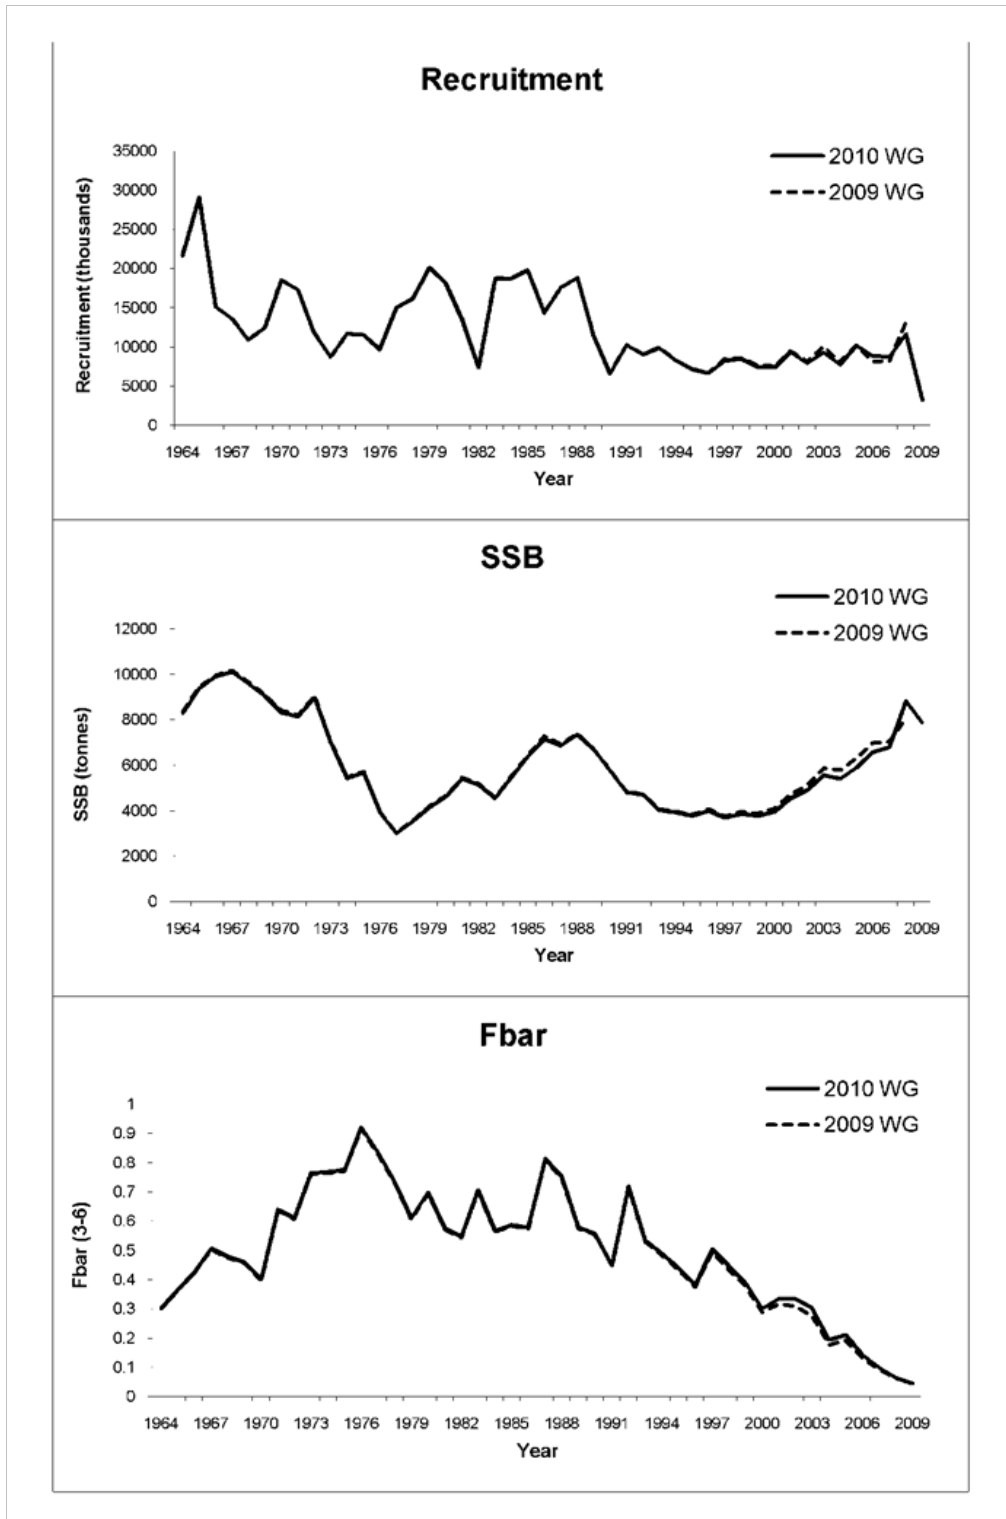 Recruitment
2010 WG
2009 WG
Recruitment (thousands)
35000
30000
25000
20000
15000
10000
5000
0
1964 1967 1970 1973 1976 1979 1982 1985 1988 1991 1994 1997 2000 2003 2006 2009
Year
SSB
2010 WG
2009 WG
SSB (tonnes)
12000
10000
8000
6000
4000
2000
0
1964 1967 1970 1973 1976 1979 1982 1985 1988 1991 1994 1997 2000 2003 2006 2009
Year
Fbar
2010 WG
2009 WG
Fbar (3-6)
1
0.9
0.8
0.7
0.6
0.5
0.4
0.3
0.2
0.1
0
1964 1967 1970 1973 1976 1979 1982 1985 1988 1991 1994 1997 2000 2003 2006 2009
Year